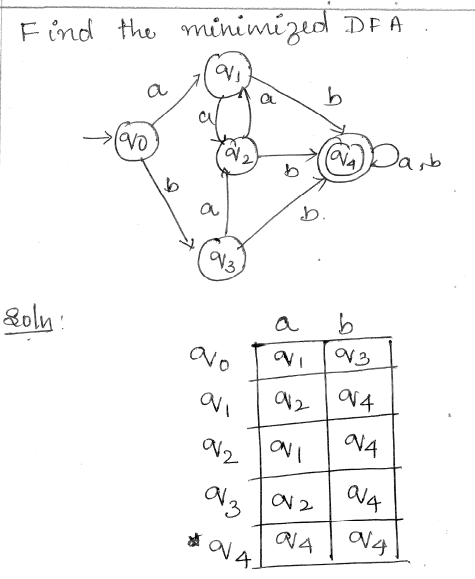 Find the minimized DFA.
q1
a
b
a
a
q0
q2
q4
a,b
b
b
a
b.
q3
Soln:
a b
q0 q1 q3
q1 q2 q4
q2 q1 q4
q3 q2 q4
* q4 q4 q4